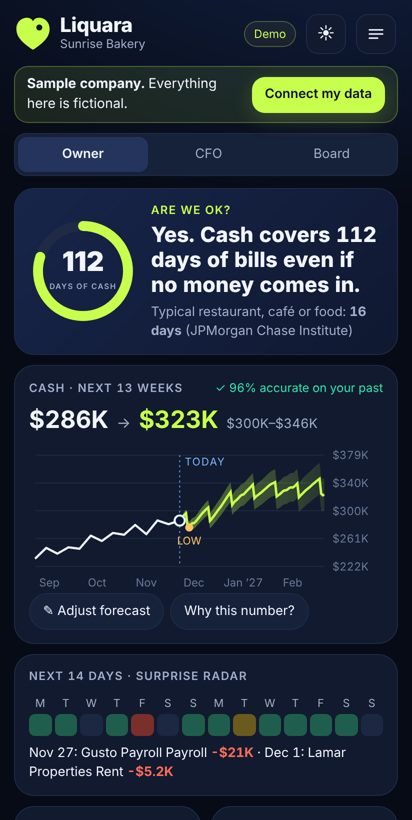 Liquara
Sunrise Bakery
Demo
Sample company. Everything
here is fictional.
Connect my data
Owner
CFO
Board
ARE WE OK?
Yes. Cash covers 112
days of bills even if
no money comes in.
112
DAYS OF CASH
Typical restaurant, café or food: 16
days (JPMorgan Chase Institute)
CASH · NEXT 13 WEEKS
✓ 96% accurate on your past
$286K → $323K $300K–$346K
TODAY
LOW
$379K
$340K
$300K
$261K
$222K
Sep Oct Nov Dec Jan '27 Feb
✎ Adjust forecast
Why this number?
NEXT 14 DAYS · SURPRISE RADAR
M T W T F S S M T W T F S S
Nov 27: Gusto Payroll Payroll -$21K · Dec 1: Lamar
Properties Rent -$5.2K